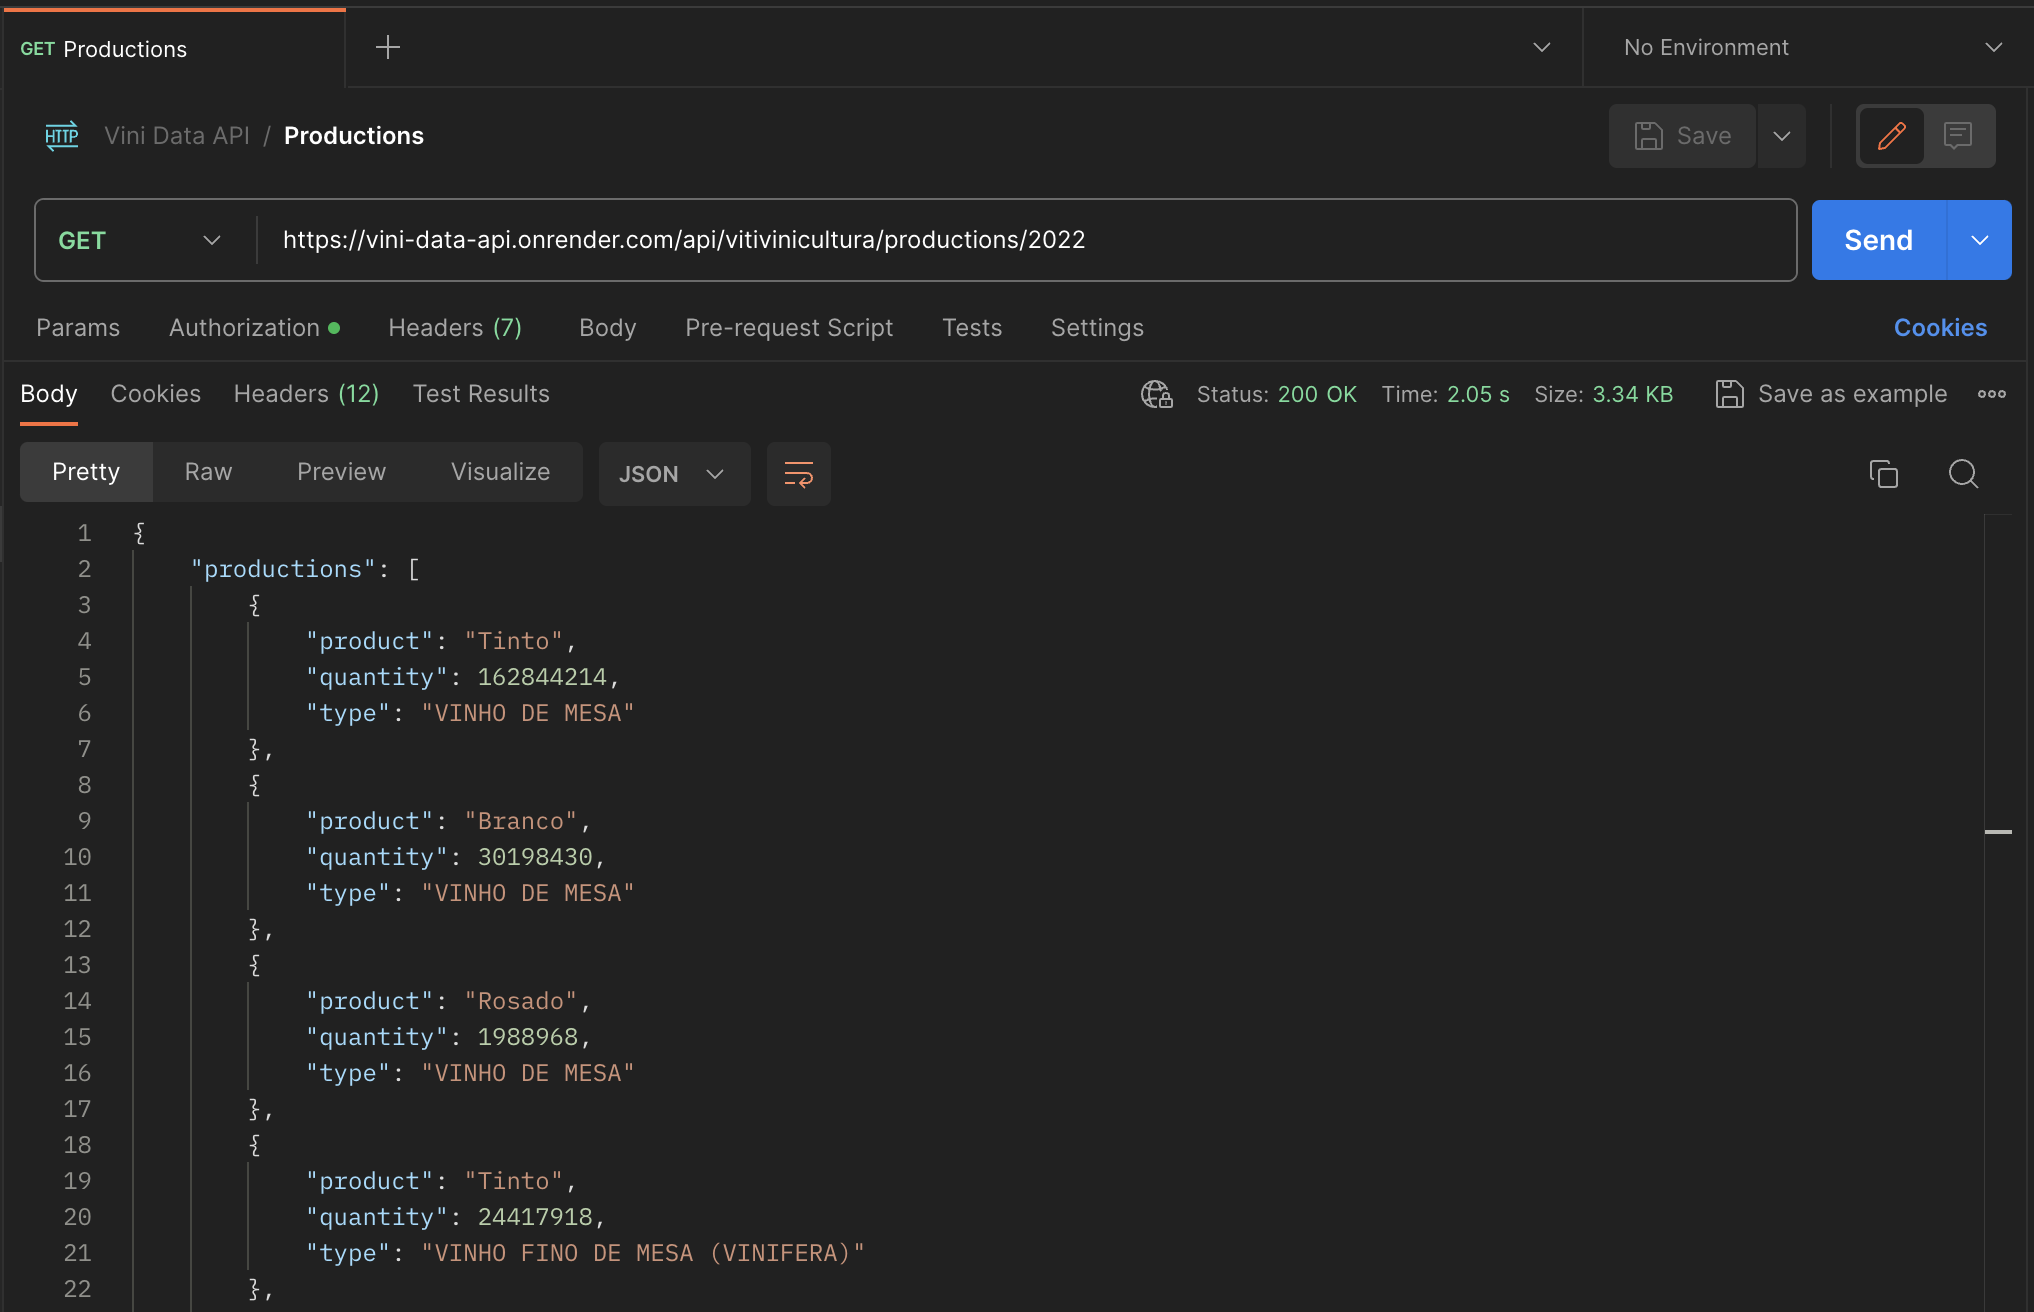 GET Productions
No Environment
HTTP Vini Data API / Productions
Save
GET https://vini-data-api.onrender.com/api/vitivinicultura/productions/2022 Send
Params Authorization Headers (7) Body Pre-request Script Tests Settings Cookies
Body Cookies Headers (12) Test Results Status: 200 OK Time: 2.05 s Size: 3.34 KB Save as example
Pretty Raw Preview Visualize JSON
1 {
2 "productions": [
3 {
4 "product": "Tinto",
5 "quantity": 162844214,
6 "type": "VINHO DE MESA"
7 },
8 {
9 "product": "Branco",
10 "quantity": 30198430,
11 "type": "VINHO DE MESA"
12 },
13 {
14 "product": "Rosado",
15 "quantity": 1988968,
16 "type": "VINHO DE MESA"
17 },
18 {
19 "product": "Tinto",
20 "quantity": 24417918,
21 "type": "VINHO FINO DE MESA (VINIFERA)"
22 },